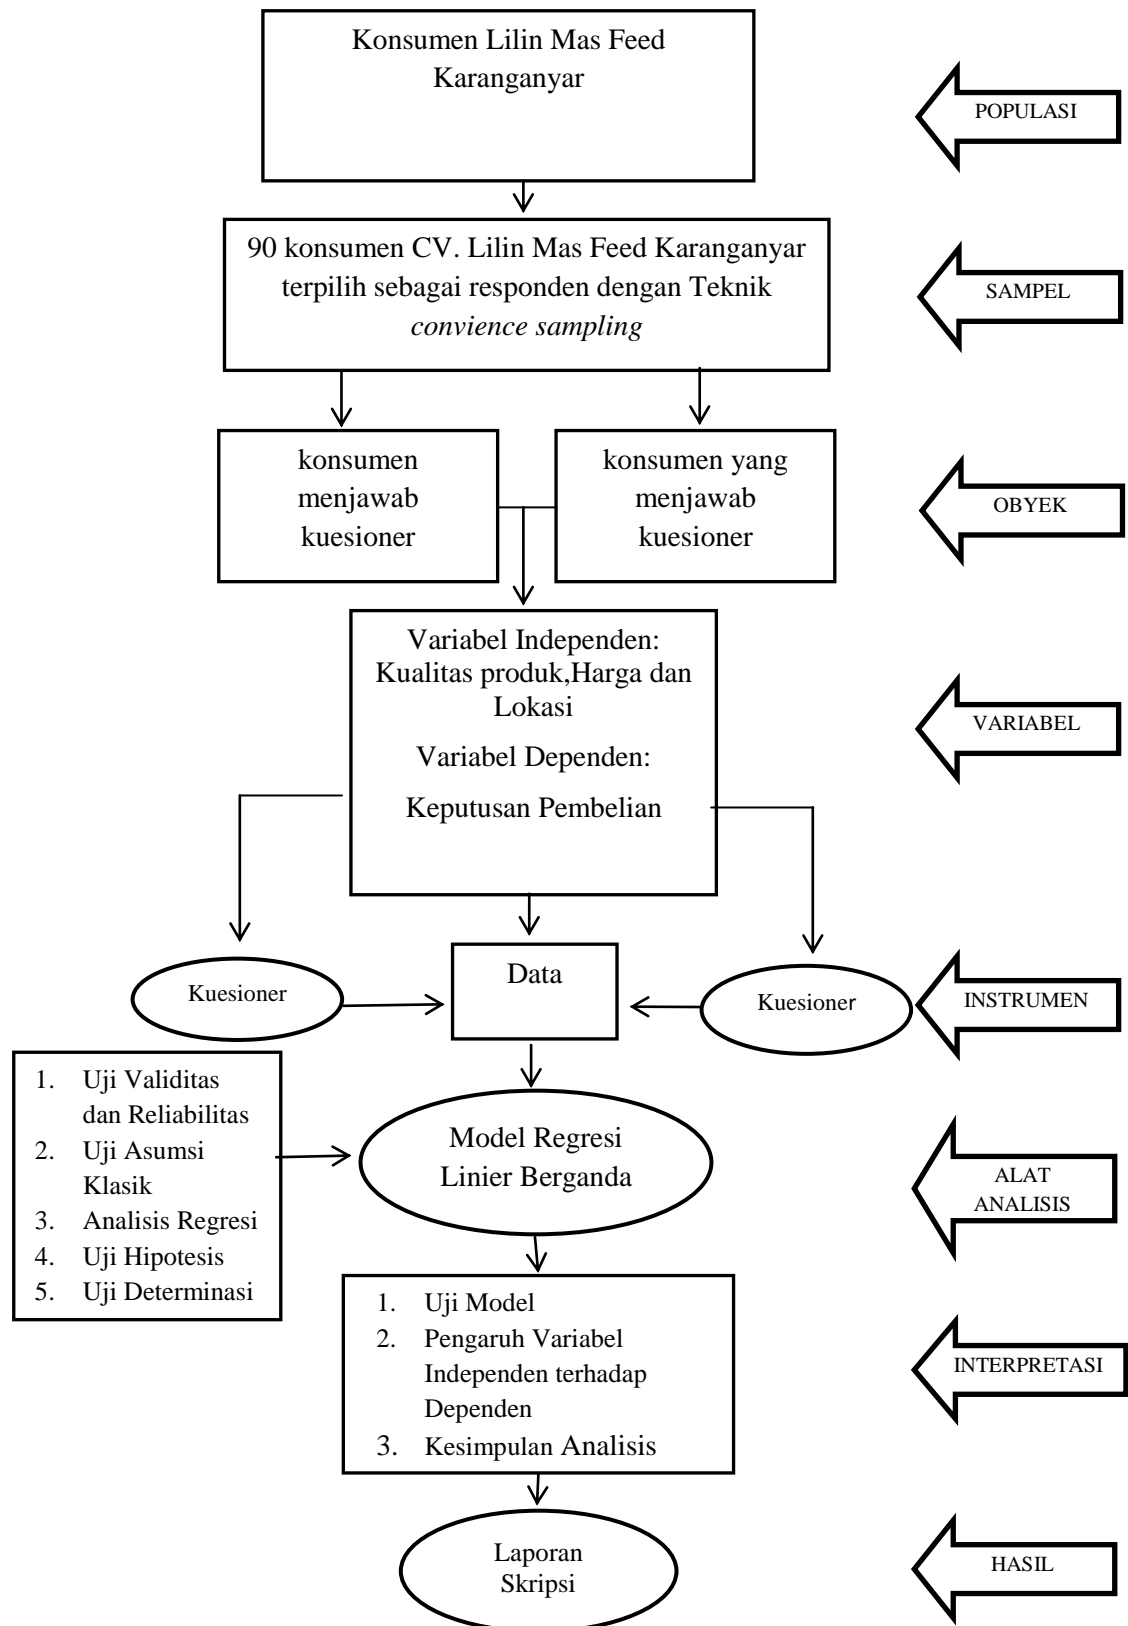 Konsumen Lilin Mas Feed
Karanganyar
POPULASI
90 konsumen CV. Lilin Mas Feed Karanganyar
terpilih sebagai responden dengan Teknik
convience sampling
SAMPEL
konsumen
menjawab
kuesioner
konsumen yang
menjawab
kuesioner
OBYEK
Variabel Independen:
Kualitas produk,Harga dan
Lokasi
Variabel Dependen:
Keputusan Pembelian
VARIABEL
Kuesioner
Data
Kuesioner
INSTRUMEN
1. Uji Validitas
dan Reliabilitas
2. Uji Asumsi
Klasik
3. Analisis Regresi
4. Uji Hipotesis
5. Uji Determinasi
Model Regresi
Linier Berganda
ALAT
ANALISIS
1. Uji Model
2. Pengaruh Variabel
Independen terhadap
Dependen
3. Kesimpulan Analisis
INTERPRETASI
Laporan
Skripsi
HASIL